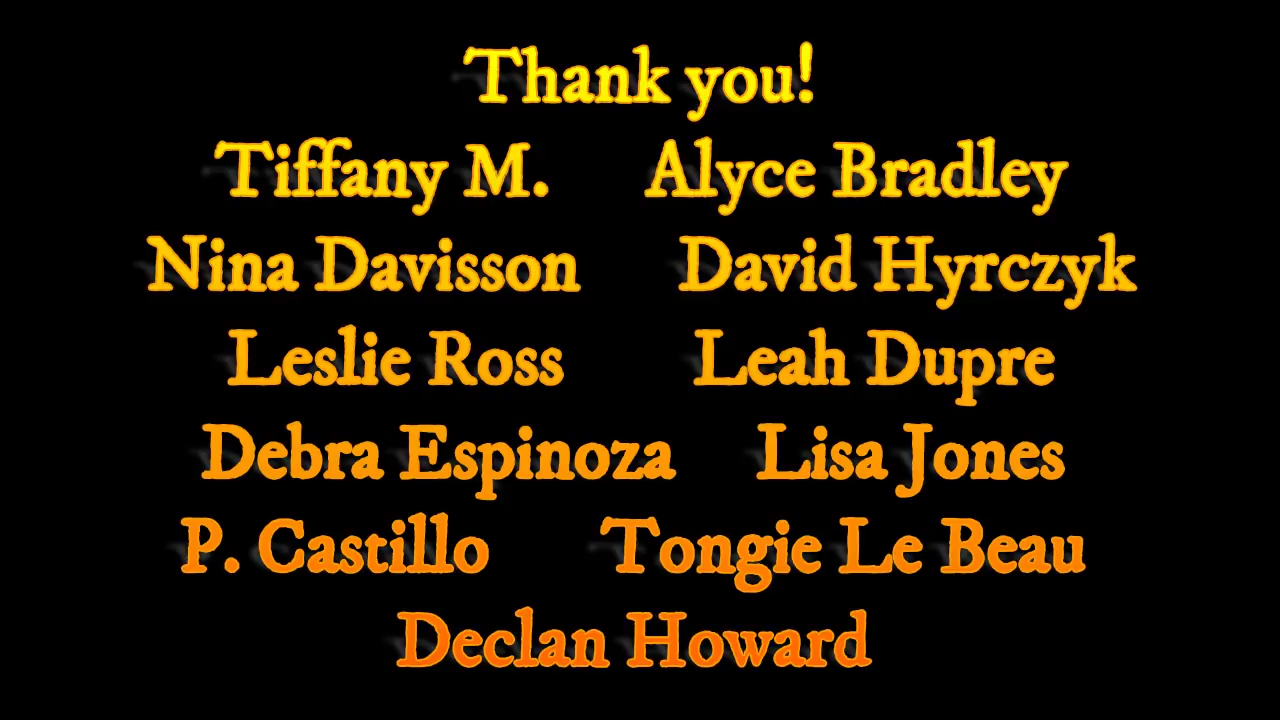 Thank you!
Tiffany M. Alyce Bradley
Nina Davisson David Hyrczyk
Leslie Ross Leah Dupre
Debra Espinoza Lisa Jones
P. Castillo Tongie Le Beau
Declan Howard